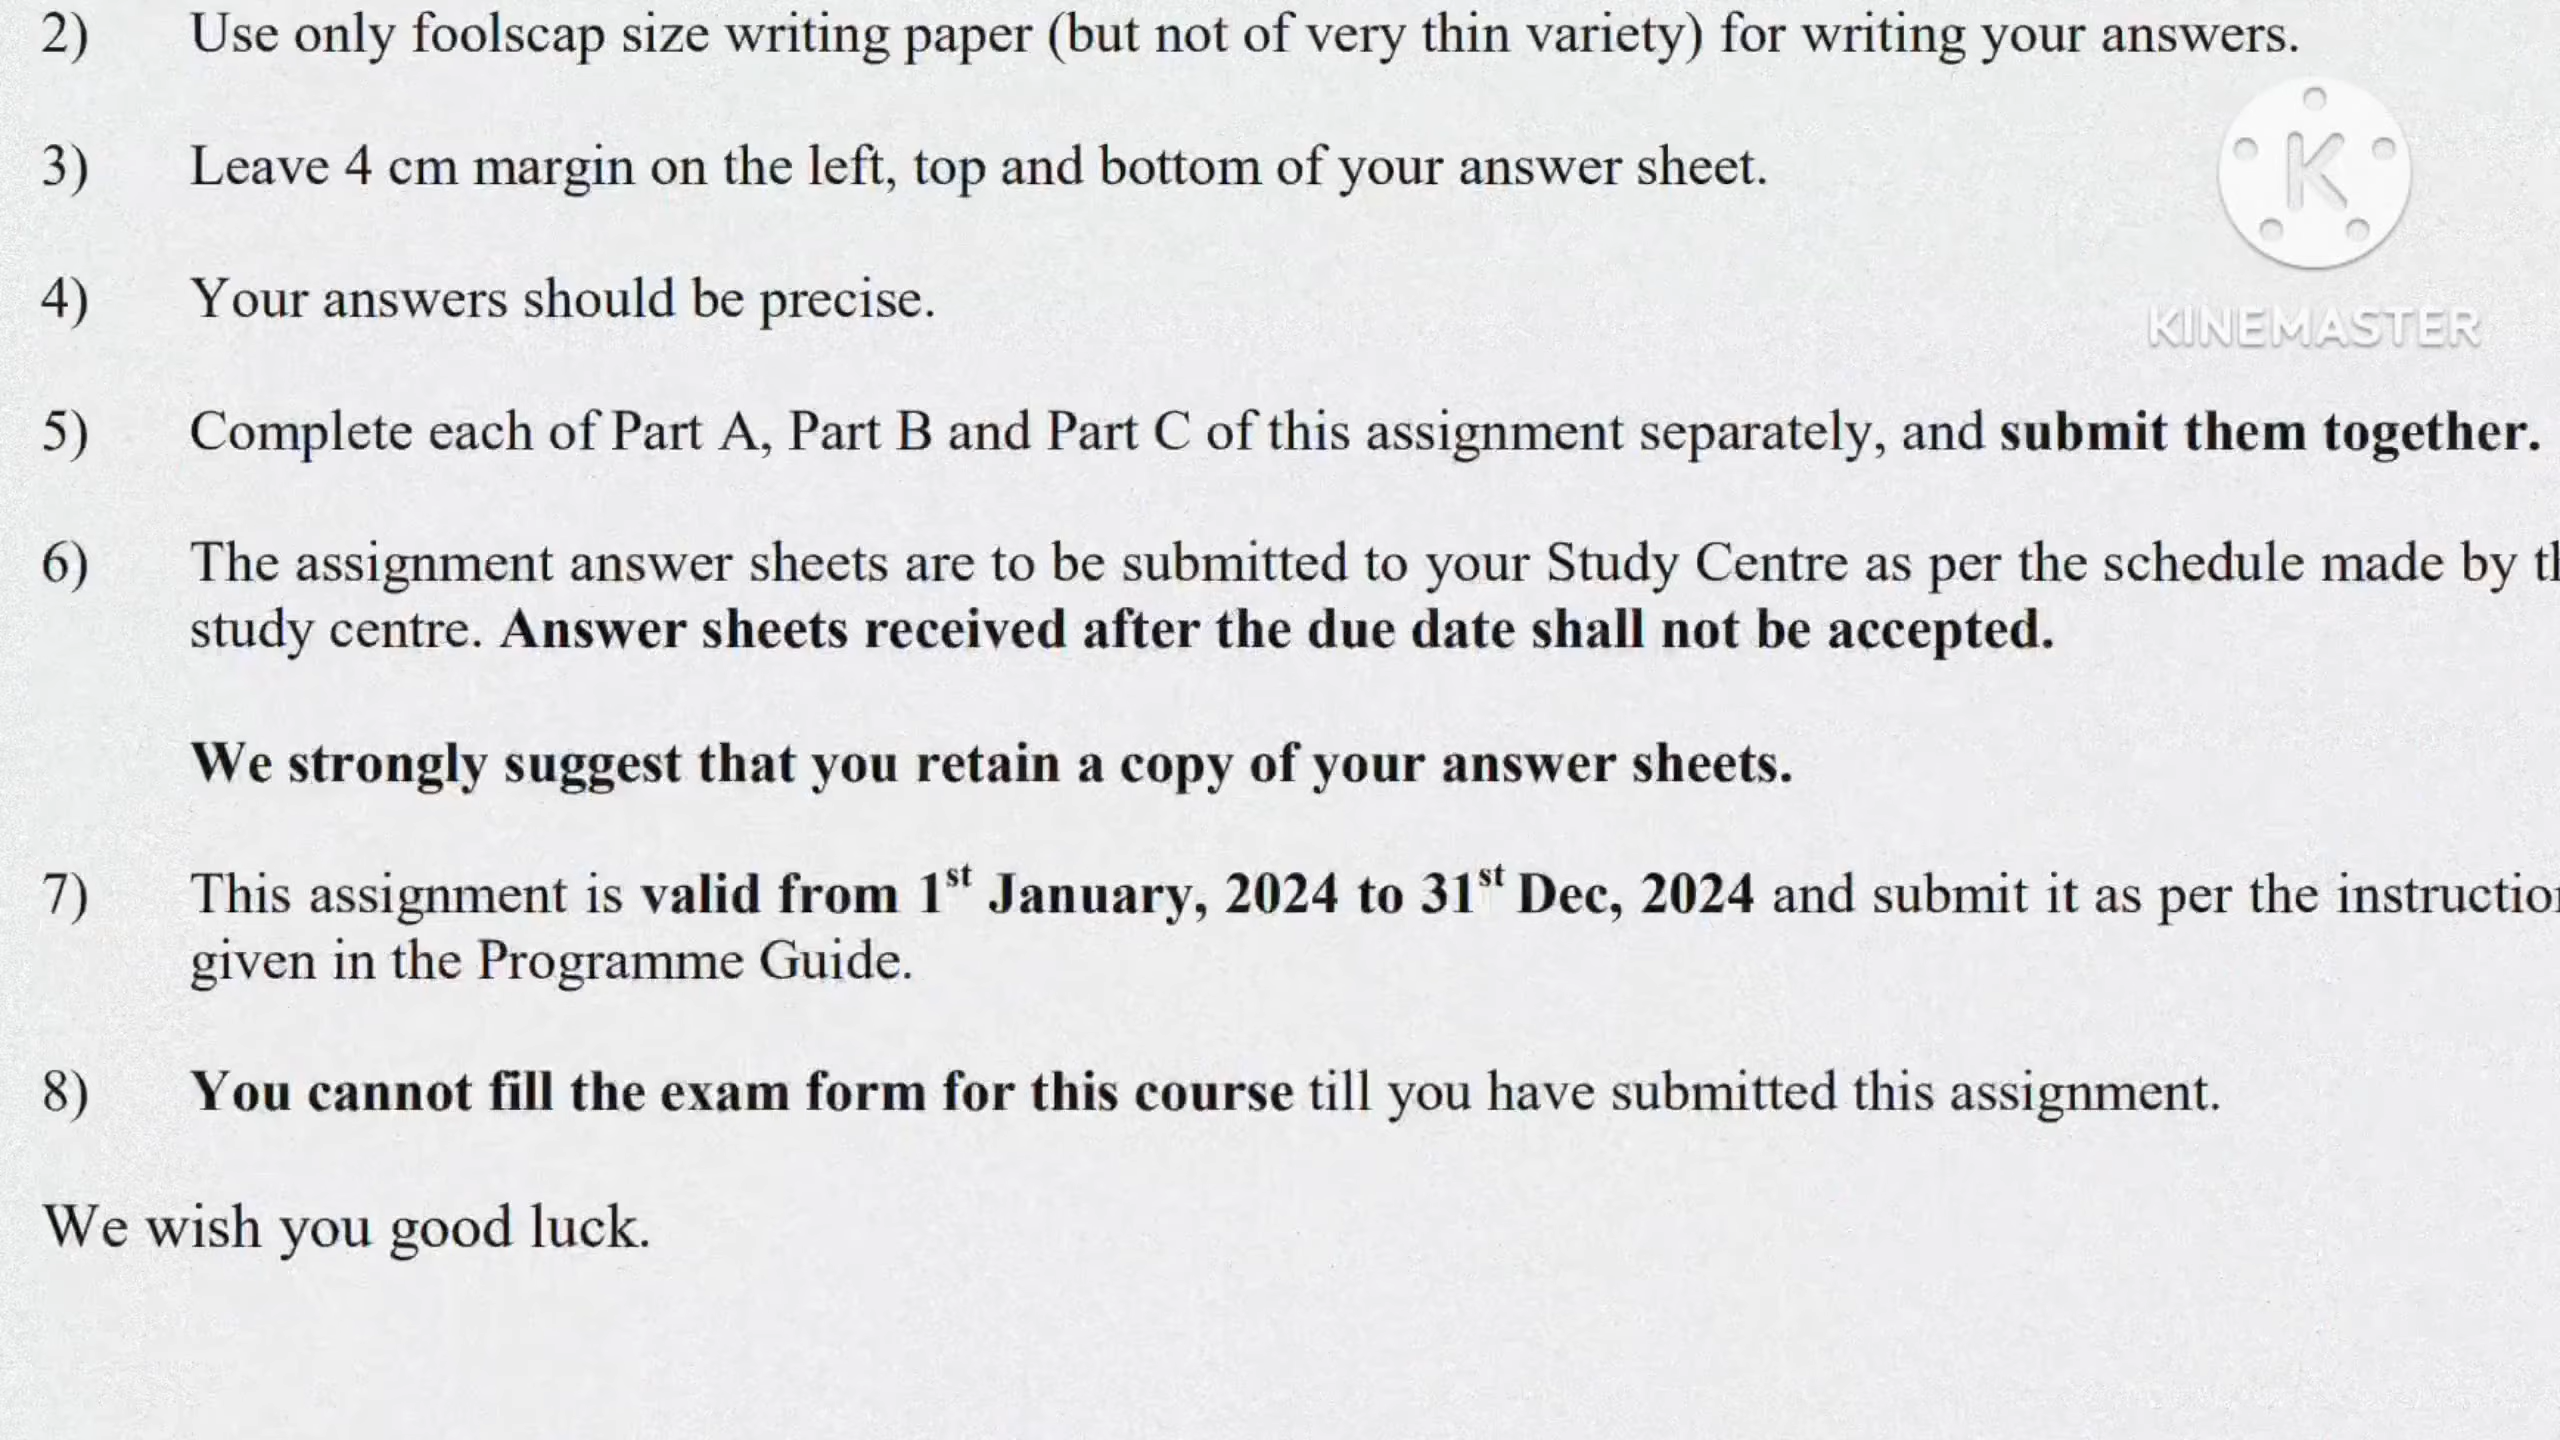 2) Use only foolscap size writing paper (but not of very thin variety) for writing your answers.
3) Leave 4 cm margin on the left, top and bottom of your answer sheet.
K
KINEMASTER
4) Your answers should be precise.
5) Complete each of Part A, Part B and Part C of this assignment separately, and submit them together.
6) The assignment answer sheets are to be submitted to your Study Centre as per the schedule made by
study centre. Answer sheets received after the due date shall not be accepted.
We strongly suggest that you retain a copy of your answer sheets.
7) This assignment is valid from 1st January, 2024 to 31st Dec, 2024 and submit it as per the
given in the Programme Guide.
8) You cannot fill the exam form for this course till you have submitted this assignment.
We wish you good luck.